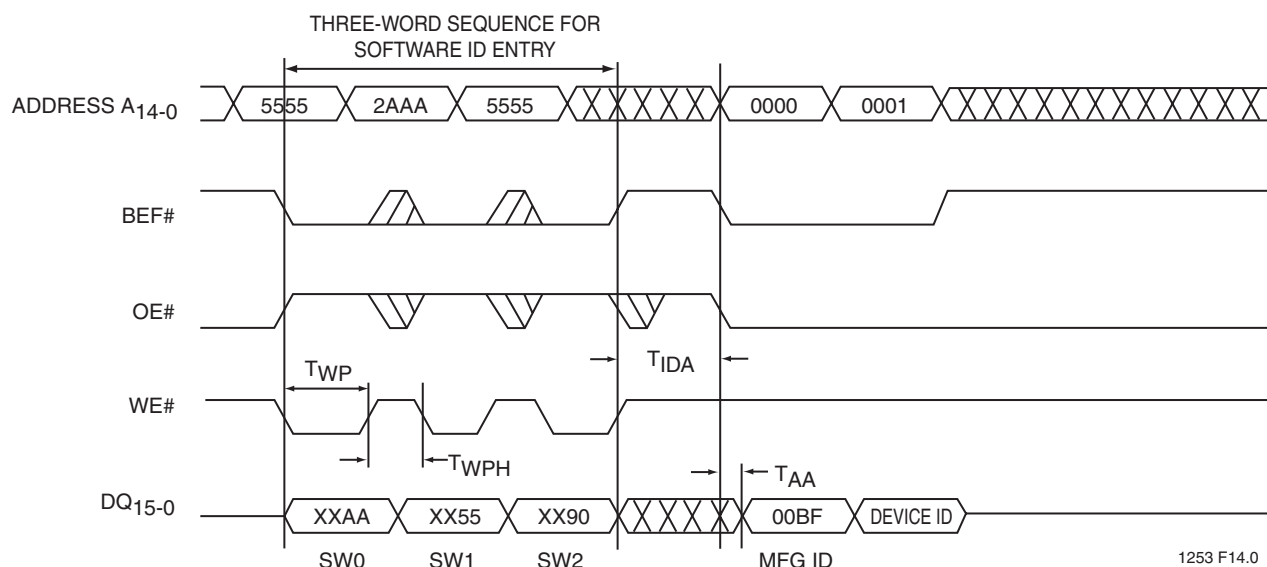 THREE-WORD SEQUENCE FOR
SOFTWARE ID ENTRY
ADDRESS A14-0
5555 2AAA 5555 0000 0001
BEF#
OE#
TWP TIDA
WE#
TWPH TAA
DQ15-0
XXAA XX55 XX90 00BF DEVICE ID
SW0 SW1 SW2 MFG ID
1253 F14.0